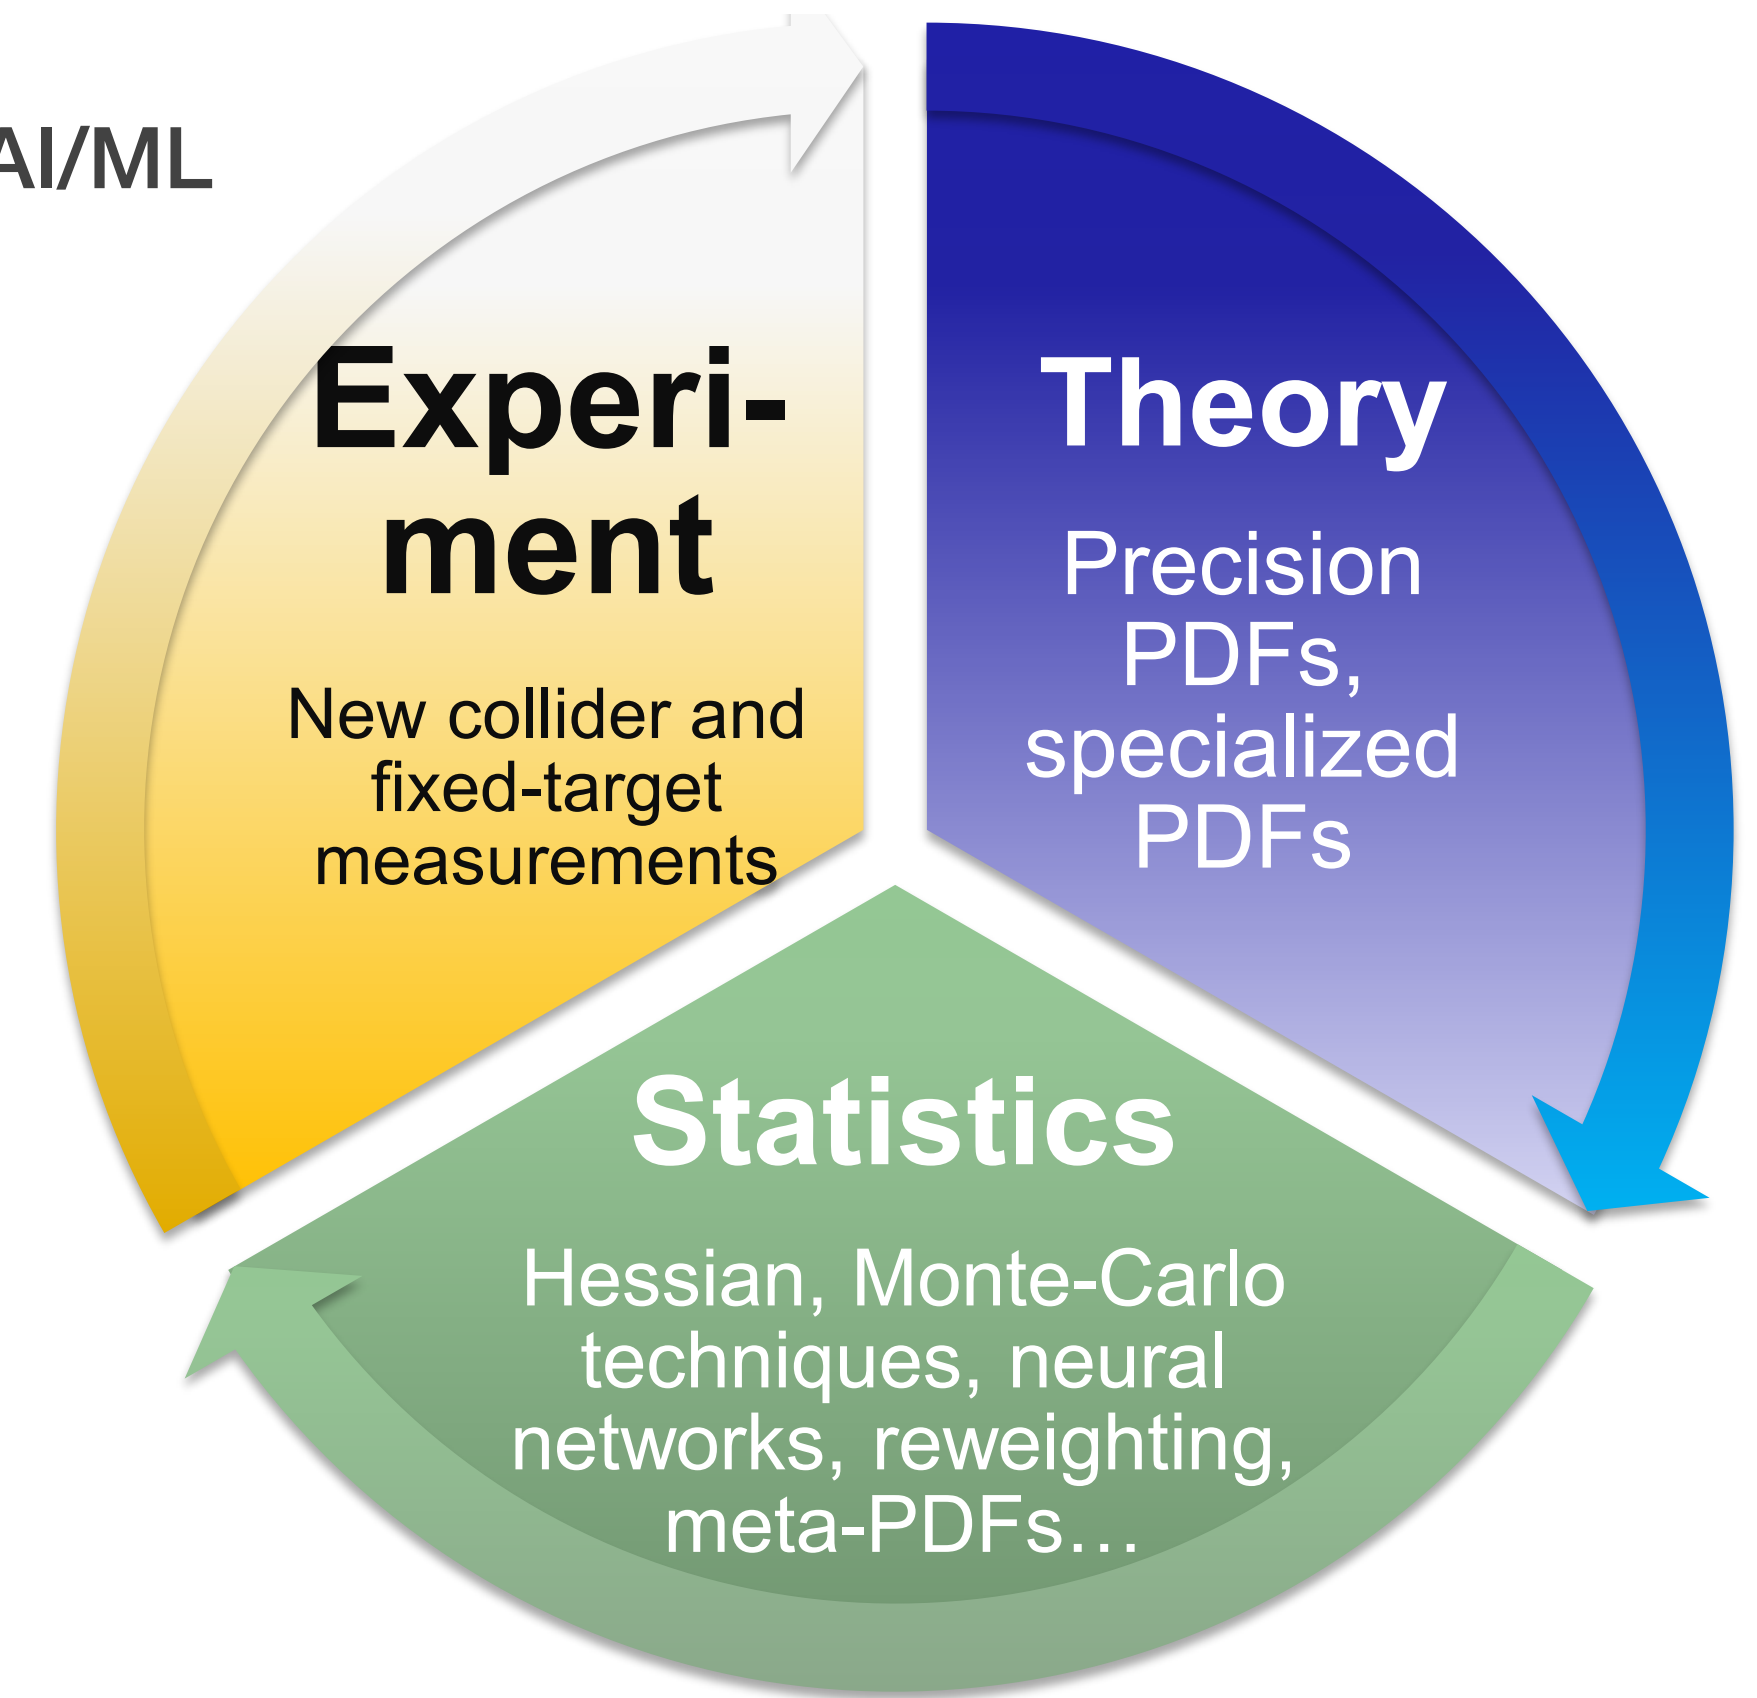 AI/ML
Experi-
ment
New collider and
fixed-target
measurements
Theory
Precision
PDFs,
specialized
PDFs
Statistics
Hessian, Monte-Carlo
techniques, neural
networks, reweighting,
meta-PDFs…